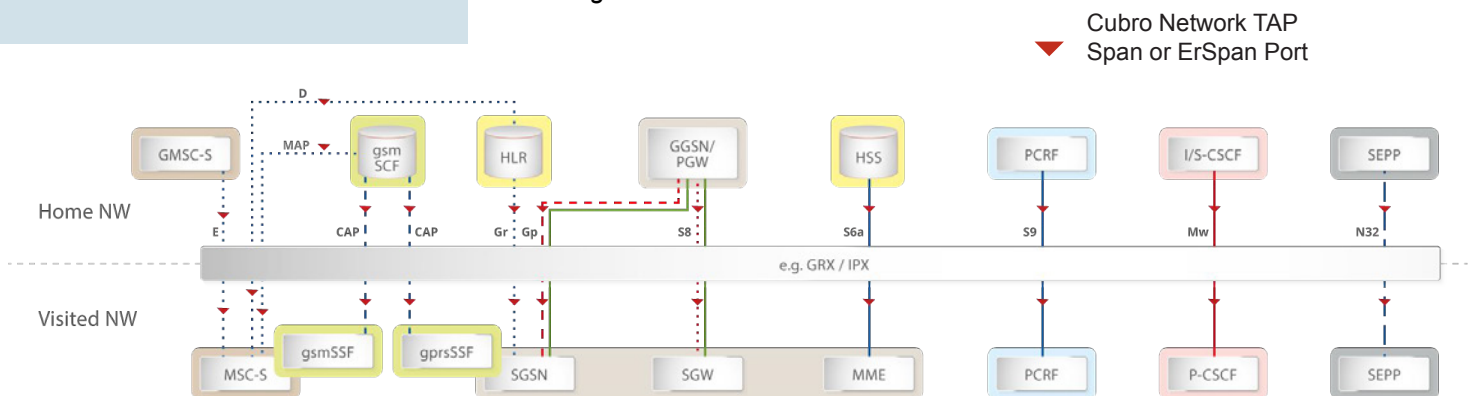 Cubro Network TAP
Span or ErSpan Port
D
MAP
GMSC-S
gsm
SCF
HLR
GGSN/
PGW
HSS
PCRF
I/S-CSCF
SEPP
Home NW
E
CAP
CAP
Gr
Gp
S8
S6a
S9
Mw
N32
e.g. GRX / IPX
Visited NW
gsmSSF
gprsSSF
MSC-S
SGSN
SGW
MME
PCRF
P-CSCF
SEPP